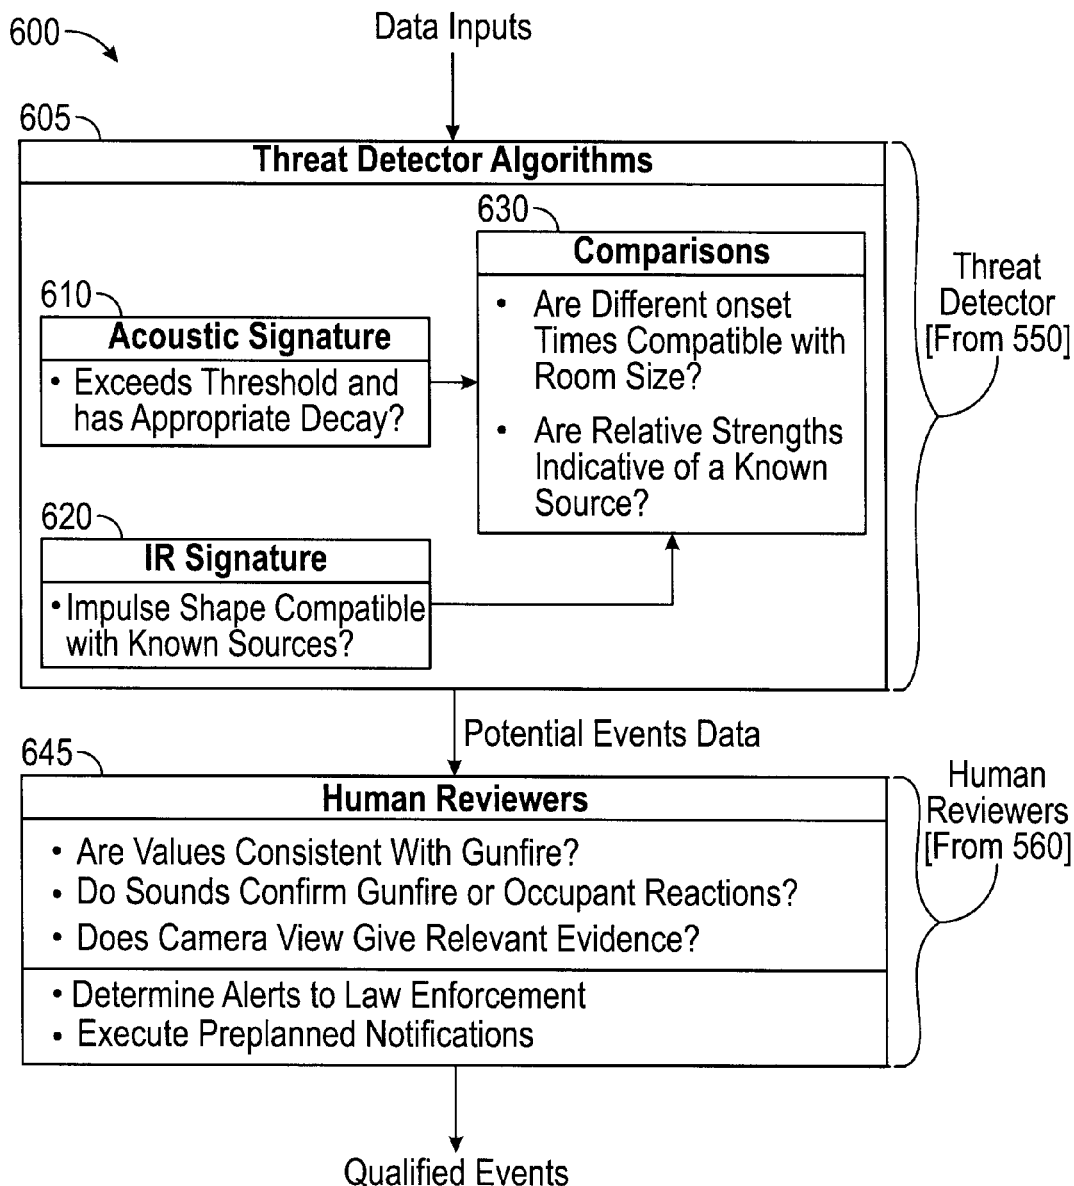 600
Data Inputs
605
Threat Detector Algorithms
630
Comparisons
• Are Different onset
Times Compatible with
Room Size?
• Are Relative Strengths
Indicative of a Known
Source?
610
Acoustic Signature
• Exceeds Threshold and
has Appropriate Decay?
620
IR Signature
• Impulse Shape Compatible
with Known Sources?
Threat
Detector
[From 550]
Potential Events Data
645
Human Reviewers
• Are Values Consistent With Gunfire?
• Do Sounds Confirm Gunfire or Occupant Reactions?
• Does Camera View Give Relevant Evidence?
• Determine Alerts to Law Enforcement
• Execute Preplanned Notifications
Human
Reviewers
[From 560]
Qualified Events